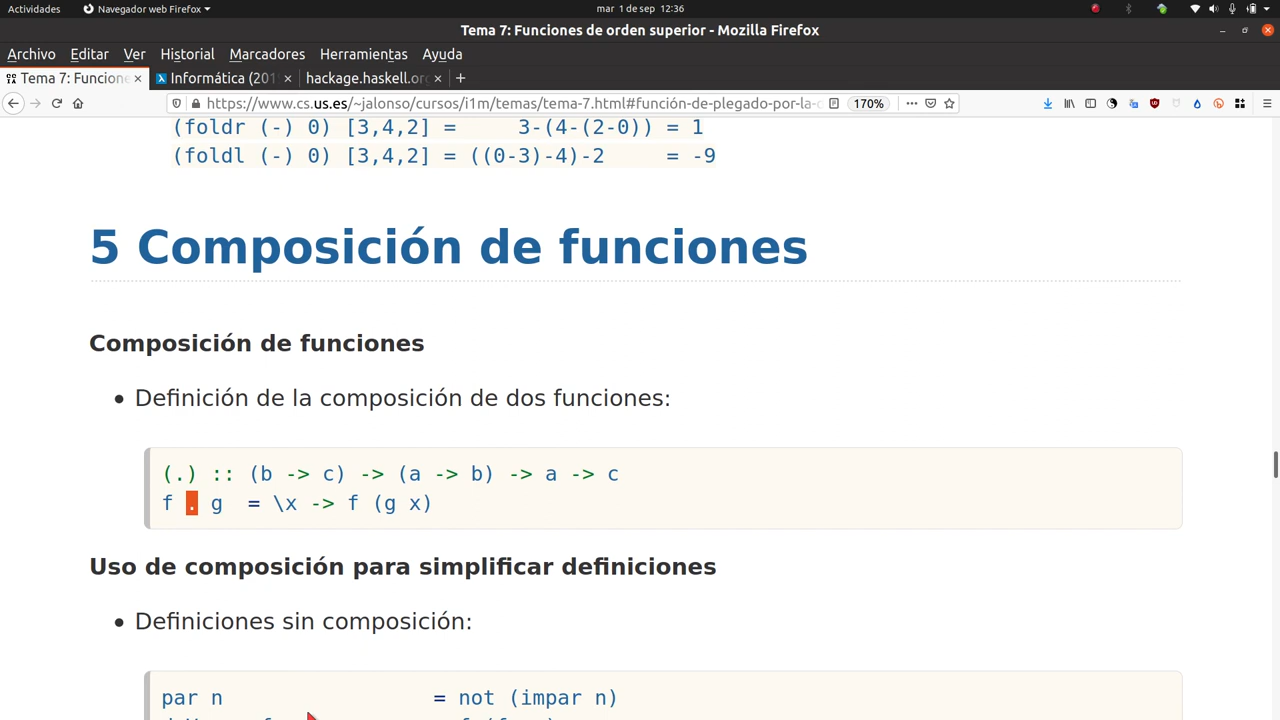 Actividades Navegador web Firefox mar 1 de sep 12:36
Tema 7: Funciones de orden superior - Mozilla Firefox
Archivo Editar Ver Historial Marcadores Herramientas Ayuda
Tema 7: Funcione × Informática (201 × hackage.haskell.org × +
https://www.cs.us.es/~jalonso/cursos/i1m/temas/tema-7.html#función-de-plegado-por-la- 170%
(foldr (-) 0) [3,4,2] = 3-(4-(2-0)) = 1
(foldl (-) 0) [3,4,2] = ((0-3)-4)-2 = -9
5 Composición de funciones
Composición de funciones
• Definición de la composición de dos funciones:
(.) :: (b -> c) -> (a -> b) -> a -> c
f . g = \x -> f (g x)
Uso de composición para simplificar definiciones
• Definiciones sin composición:
par n = not (impar n)